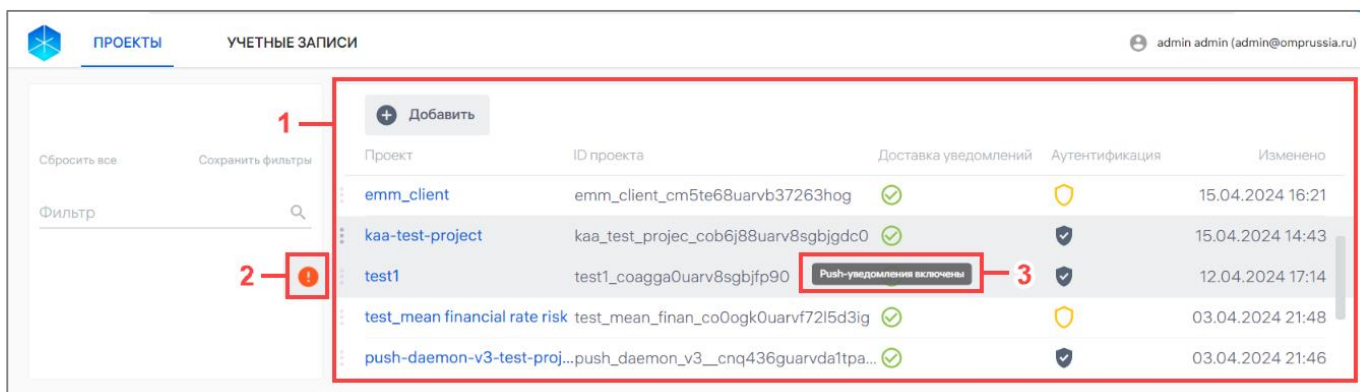 ПРОЕКТЫ УЧЕТНЫЕ ЗАПИСИ admin admin (admin@omprussia.ru)
1 Добавить
Сбросить все Сохранить фильтры Проект ID проекта Доставка уведомлений Аутентификация Изменено
emm_client emm_client_cm5te68uarvb37263hog 15.04.2024 16:21
Фильтр
kaa-test-project kaa_test_projec_cob6j88uarv8sgbjgdc0 15.04.2024 14:43
2 ! test1 test1_coagga0uarv8sgbjfp90 Push-уведомления включены 3 12.04.2024 17:14
test_mean financial rate risk test_mean_finan_co0ogk0uarvf72l5d3ig 03.04.2024 21:48
push-daemon-v3-test-proj... push_daemon_v3__cnq436guarvda1tpa... 03.04.2024 21:46